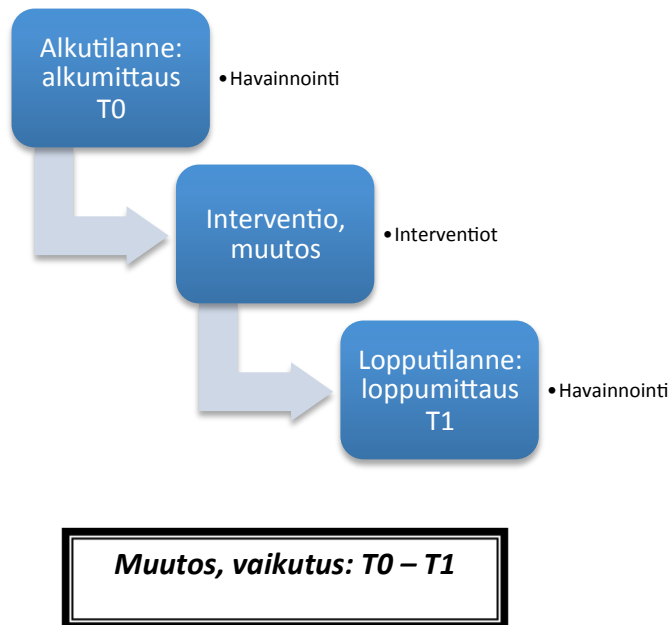 Alkutilanne:
alkumittaus
T0
• Havainnointi
Interventio,
muutos
• Interventiot
Lopputilanne:
loppumittaus
T1
• Havainnointi
Muutos, vaikutus: T0 – T1